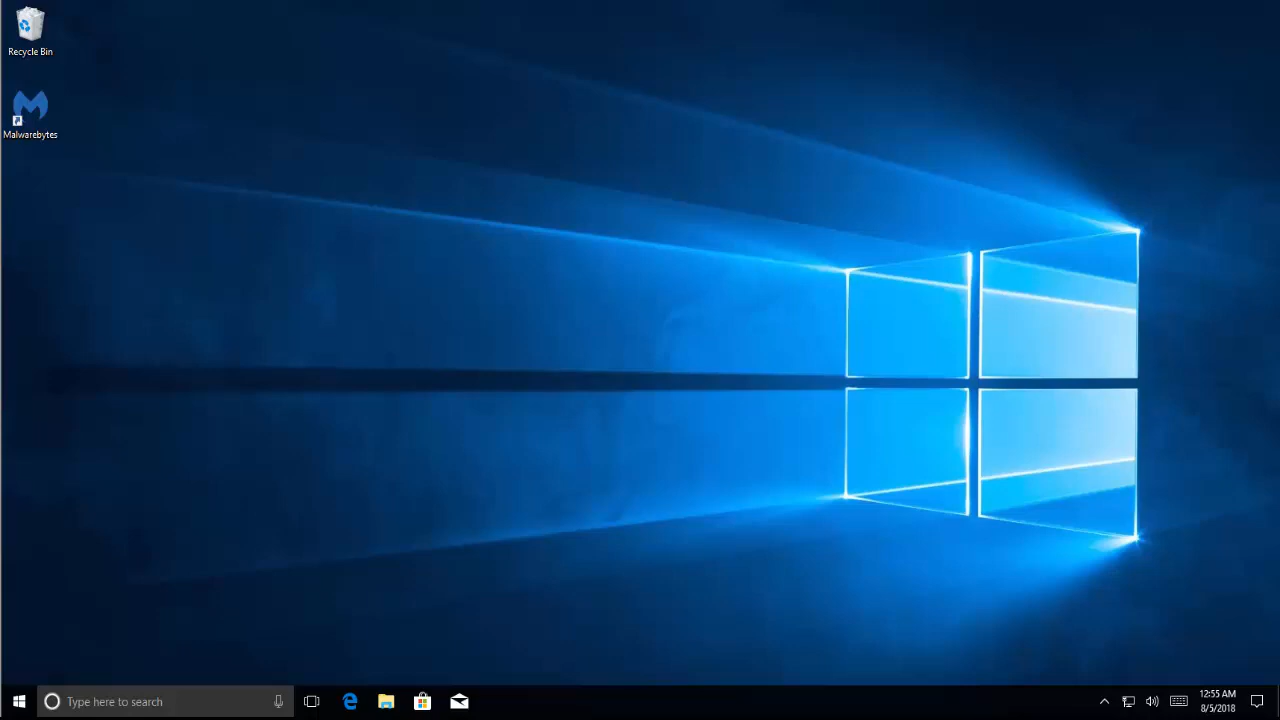 Recycle Bin
Malwarebytes
Type here to search
12:55 AM
8/5/2018